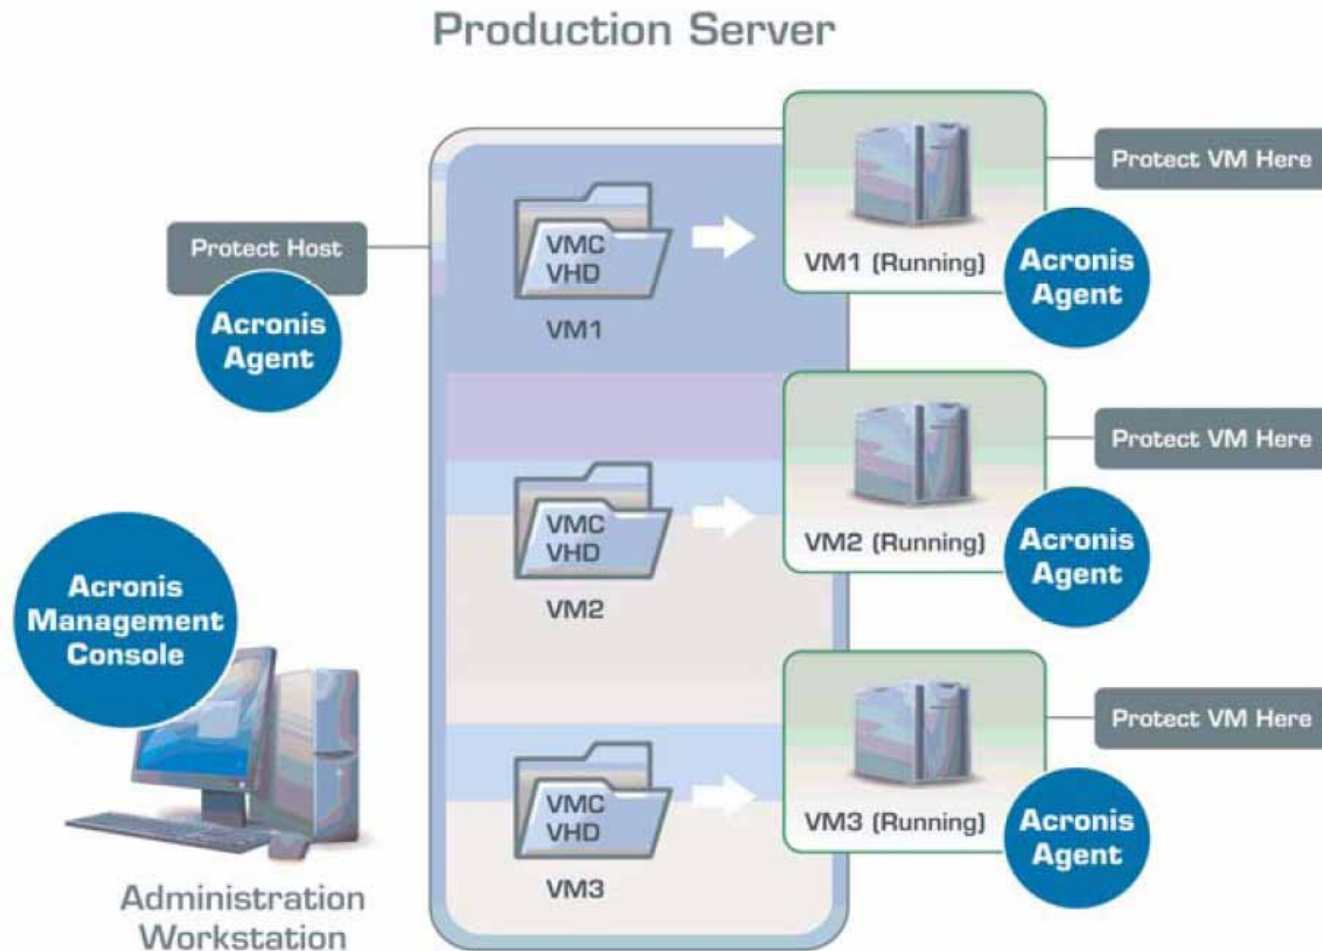 Production Server
Protect VM Here
Protect Host
Acronis
Agent
VMC
VHD
VM1
VM1 (Running)
Acronis
Agent
Protect VM Here
VMC
VHD
VM2
VM2 (Running)
Acronis
Agent
Acronis
Management
Console
Protect VM Here
VMC
VHD
VM3
VM3 (Running)
Acronis
Agent
Administration
Workstation